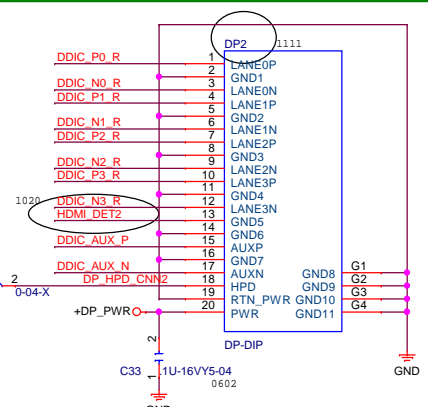 DP2 1111
DDIC_P0_R 1 LANE0P
2 GND1
DDIC_N0_R 3 LANE0N
DDIC_P1_R 4 LANE1P
5 GND2
DDIC_N1_R 6 LANE1N
DDIC_P2_R 7 LANE2P
8 GND3
DDIC_N2_R 9 LANE2N
DDIC_P3_R 10 LANE3P
11 GND4
1020 DDIC_N3_R 12 LANE3N
HDMI_DET2 13 GND5
14 GND6
DDIC_AUX_P 15 AUXP
16 GND7
DDIC_AUX_N 17 AUXN GND8 G1
2 DP_HPD_CNN2 18 HPD GND9 G2
0-04-X 19 RTN_PWR GND10 G3
+DP_PWR 20 PWR GND11 G4
2 DP-DIP
C33 .1U-16VY5-04 GND
1 0602
GND